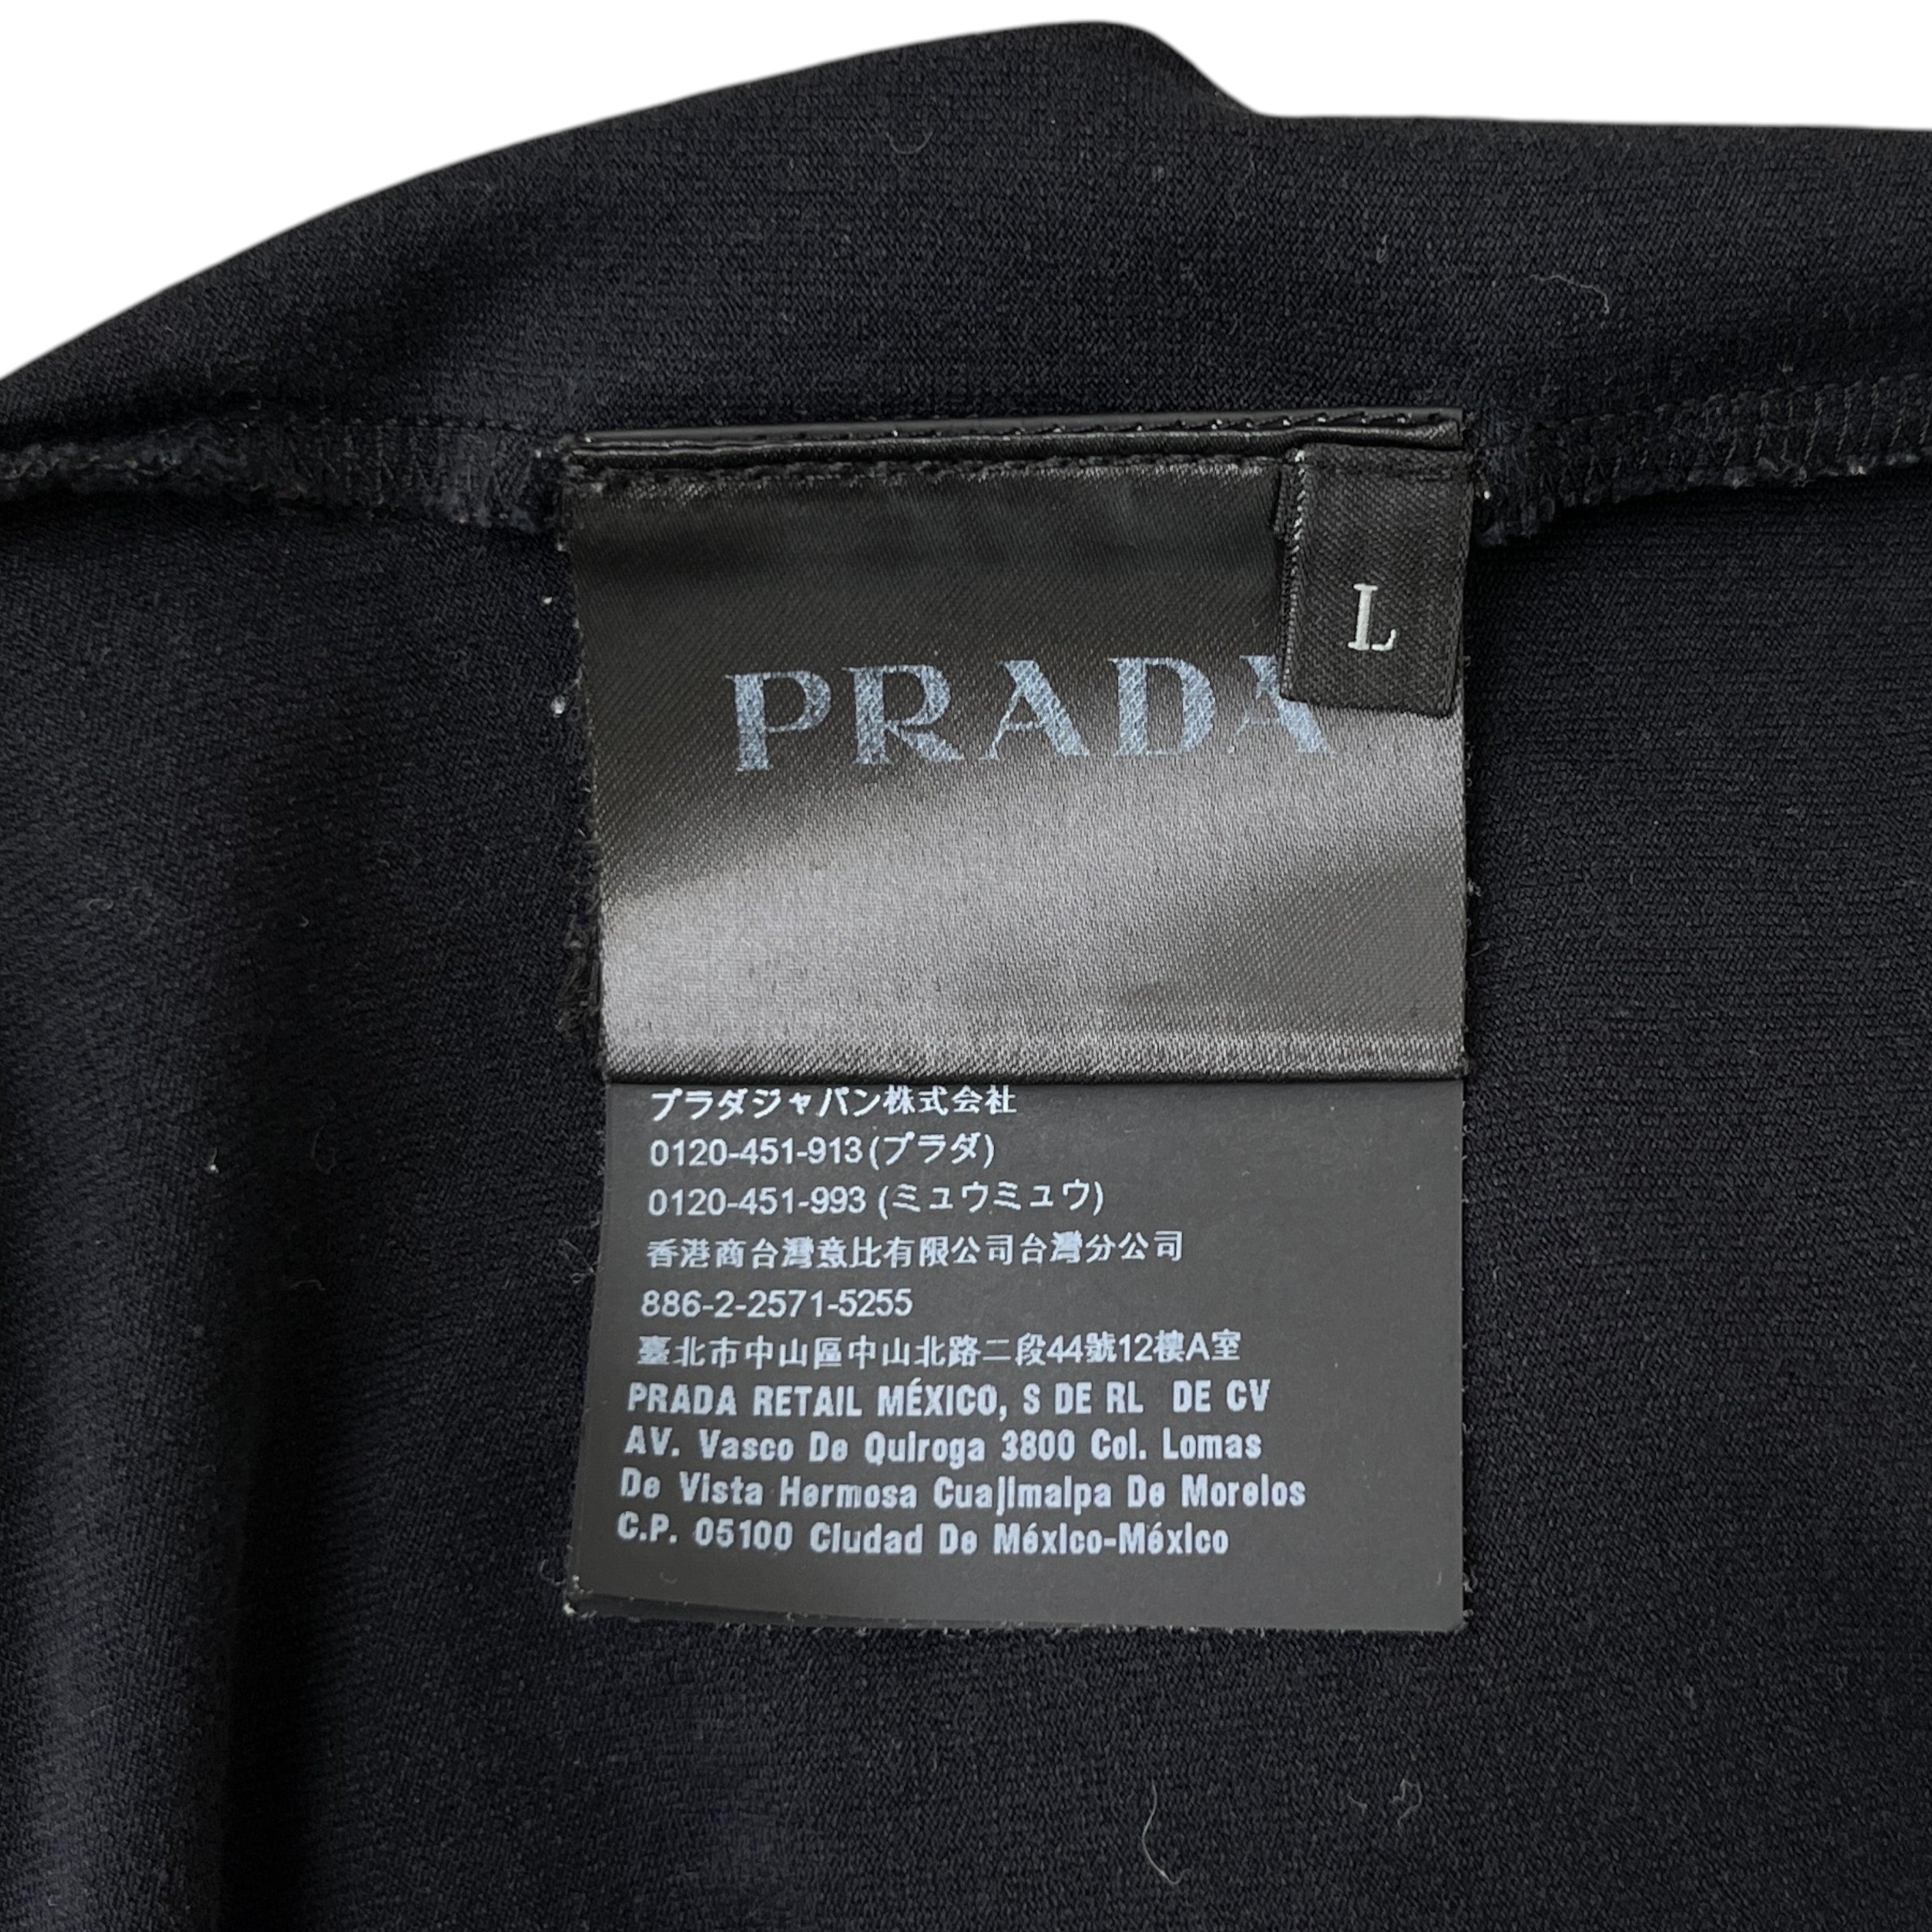 PRADA
L
プラダジャパン株式会社
0120-451-913(プラダ)
0120-451-993 (ミュウミュウ)
香港商台灣意比有限公司台灣分公司
886-2-2571-5255
臺北市中山區中山北路二段44號12樓A室
PRADA RETAIL MÉXICO, S DE RL DE CV
AV. Vasco De Quiroga 3800 Col. Lomas
De Vista Hermosa Cuajimalpa De Morelos
C.P. 05100 Ciudad De México-México